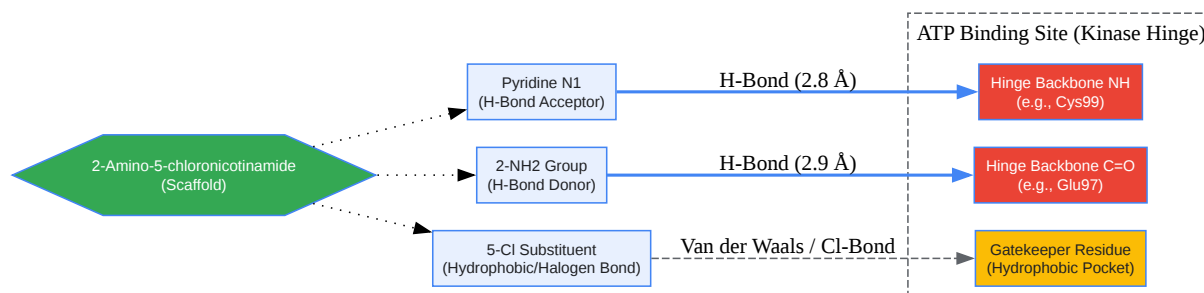 ATP Binding Site (Kinase Hinge)
Pyridine N1
(H-Bond Acceptor)
H-Bond (2.8 Å)
Hinge Backbone NH
(e.g., Cys99)
2-Amino-5-chloronicotinamide
(Scaffold)
2-NH2 Group
(H-Bond Donor)
H-Bond (2.9 Å)
Hinge Backbone C=O
(e.g., Glu97)
5-Cl Substituent
(Hydrophobic/Halogen Bond)
Van der Waals / Cl-Bond
Gatekeeper Residue
(Hydrophobic Pocket)